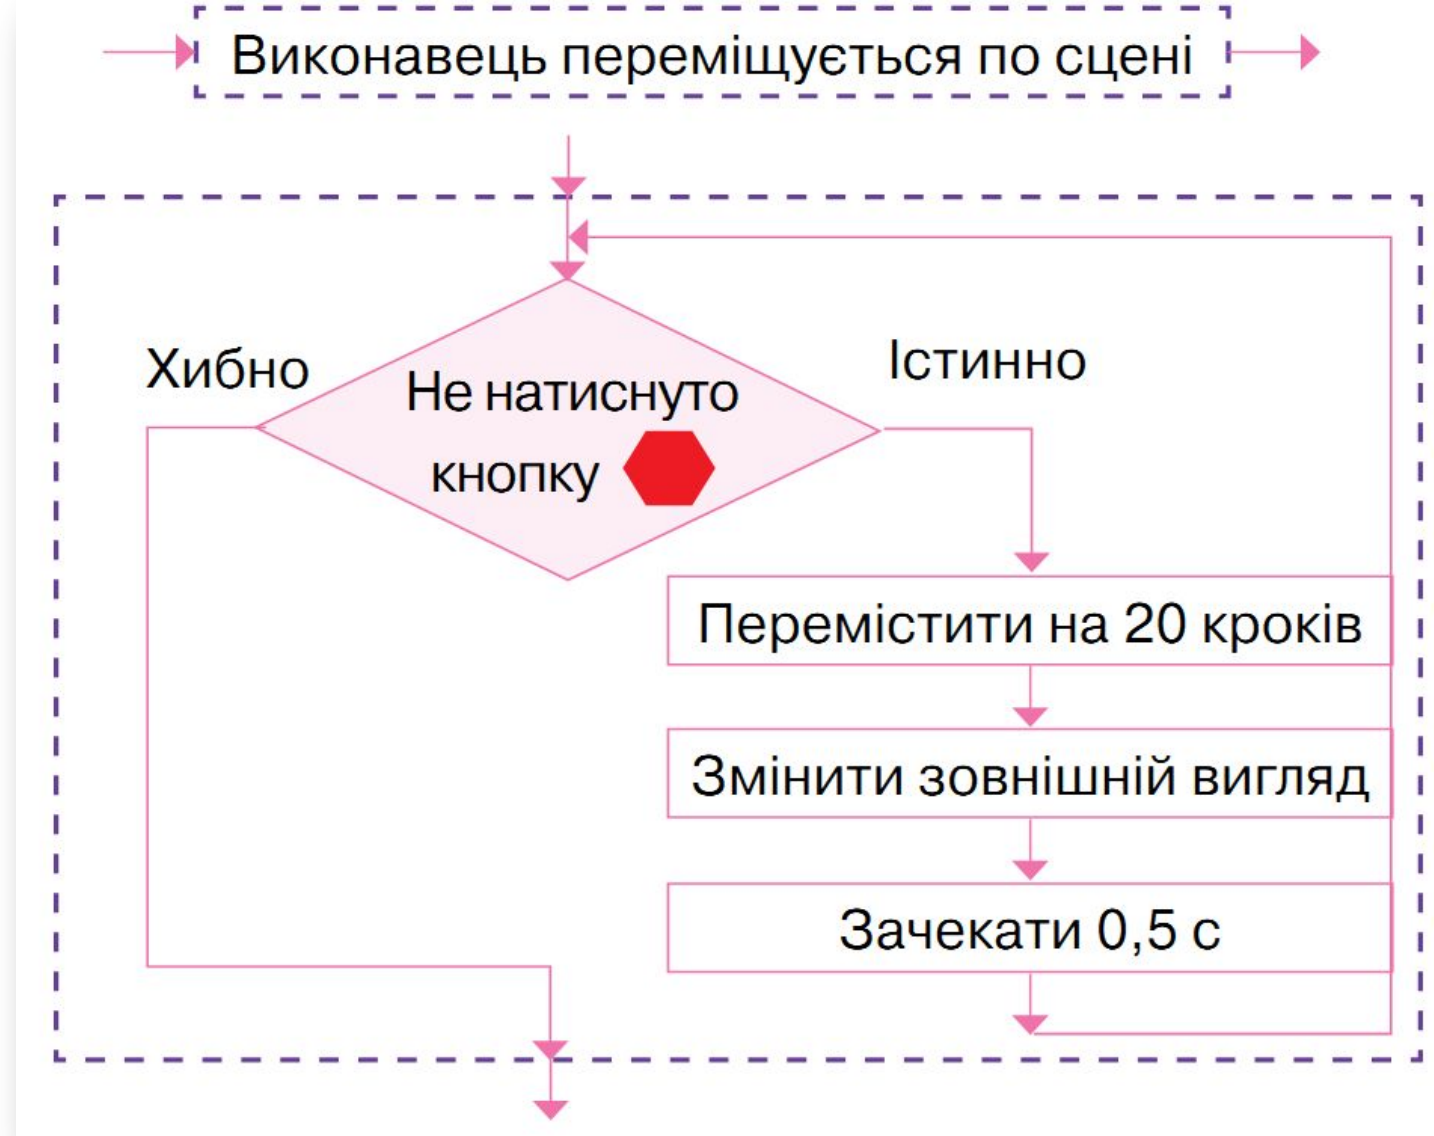 Виконавець переміщується по сцені
Хибно
Істинно
Не натиснуто
кнопку
Перемістити на 20 кроків
Змінити зовнішній вигляд
Зачекати 0,5 с